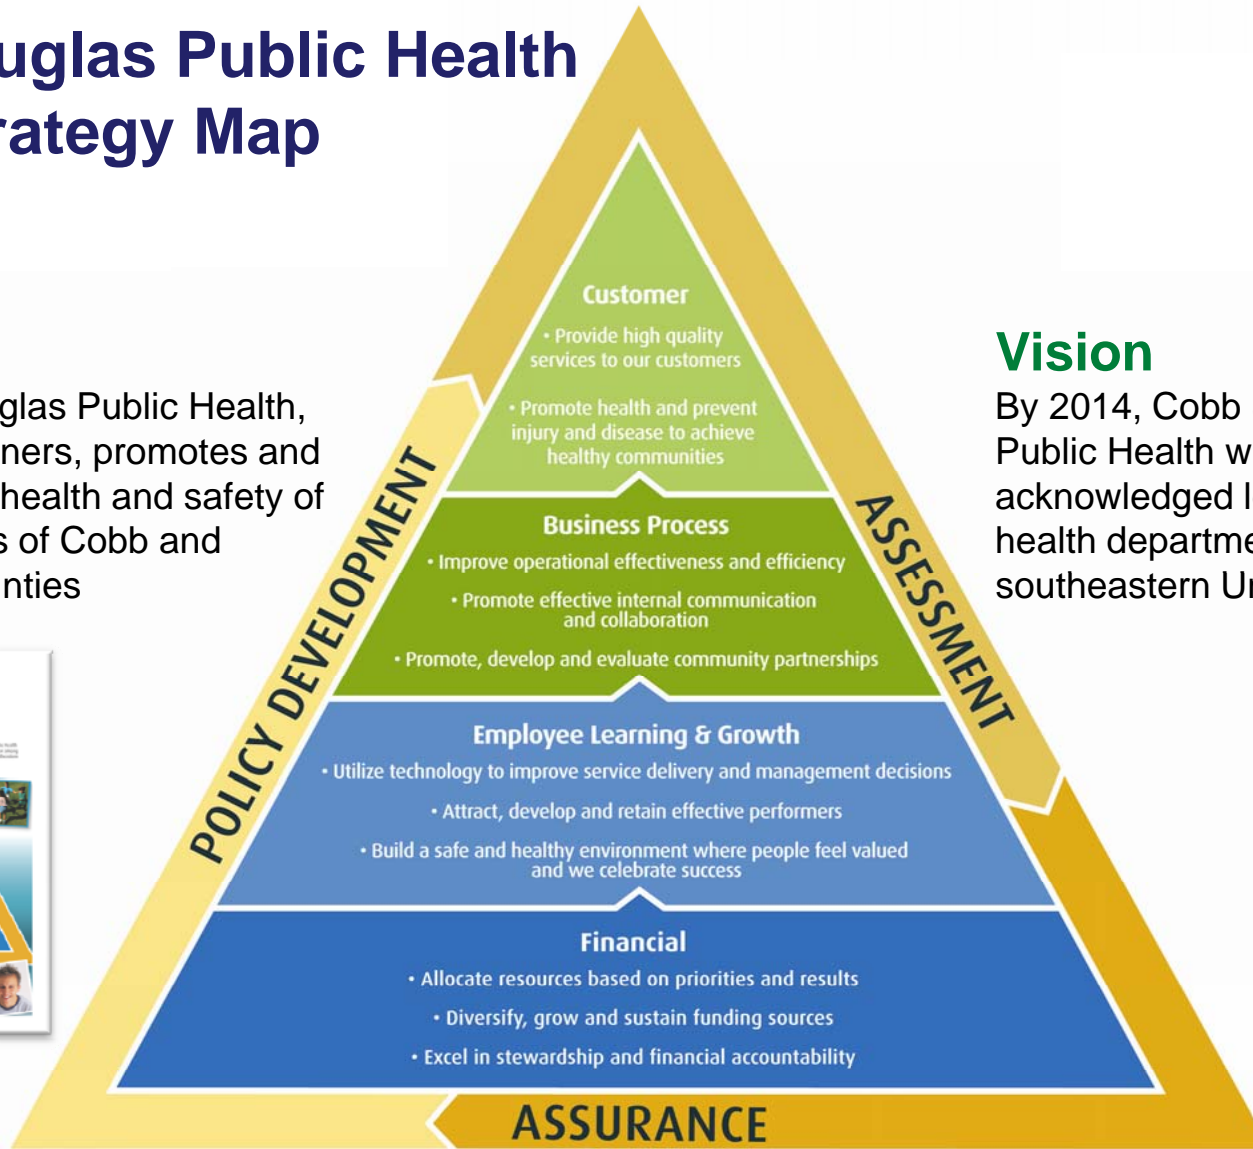 uglas Public Health
rategy Map
glas Public Health,
ners, promotes and
health and safety of
s of Cobb and
nties
Vision
By 2014, Cobb
Public Health w
acknowledged l
health departme
southeastern Un
POLICY DEVELOPMENT
ASSESSMENT
ASSURANCE
Customer
• Provide high quality
services to our customers
• Promote health and prevent
injury and disease to achieve
healthy communities
Business Process
• Improve operational effectiveness and efficiency
• Promote effective internal communication
and collaboration
• Promote, develop and evaluate community partnerships
Employee Learning & Growth
• Utilize technology to improve service delivery and management decisions
• Attract, develop and retain effective performers
• Build a safe and healthy environment where people feel valued
and we celebrate success
Financial
• Allocate resources based on priorities and results
• Diversify, grow and sustain funding sources
• Excel in stewardship and financial accountability